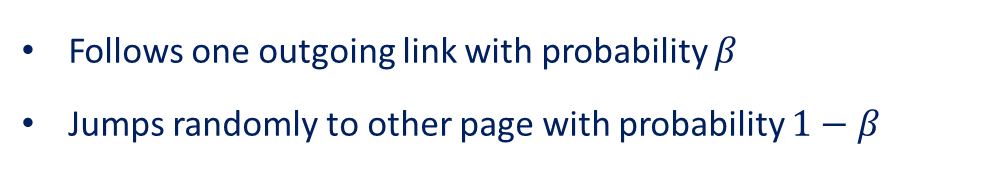 • Follows one outgoing link with probability β
• Jumps randomly to other page with probability 1 − β